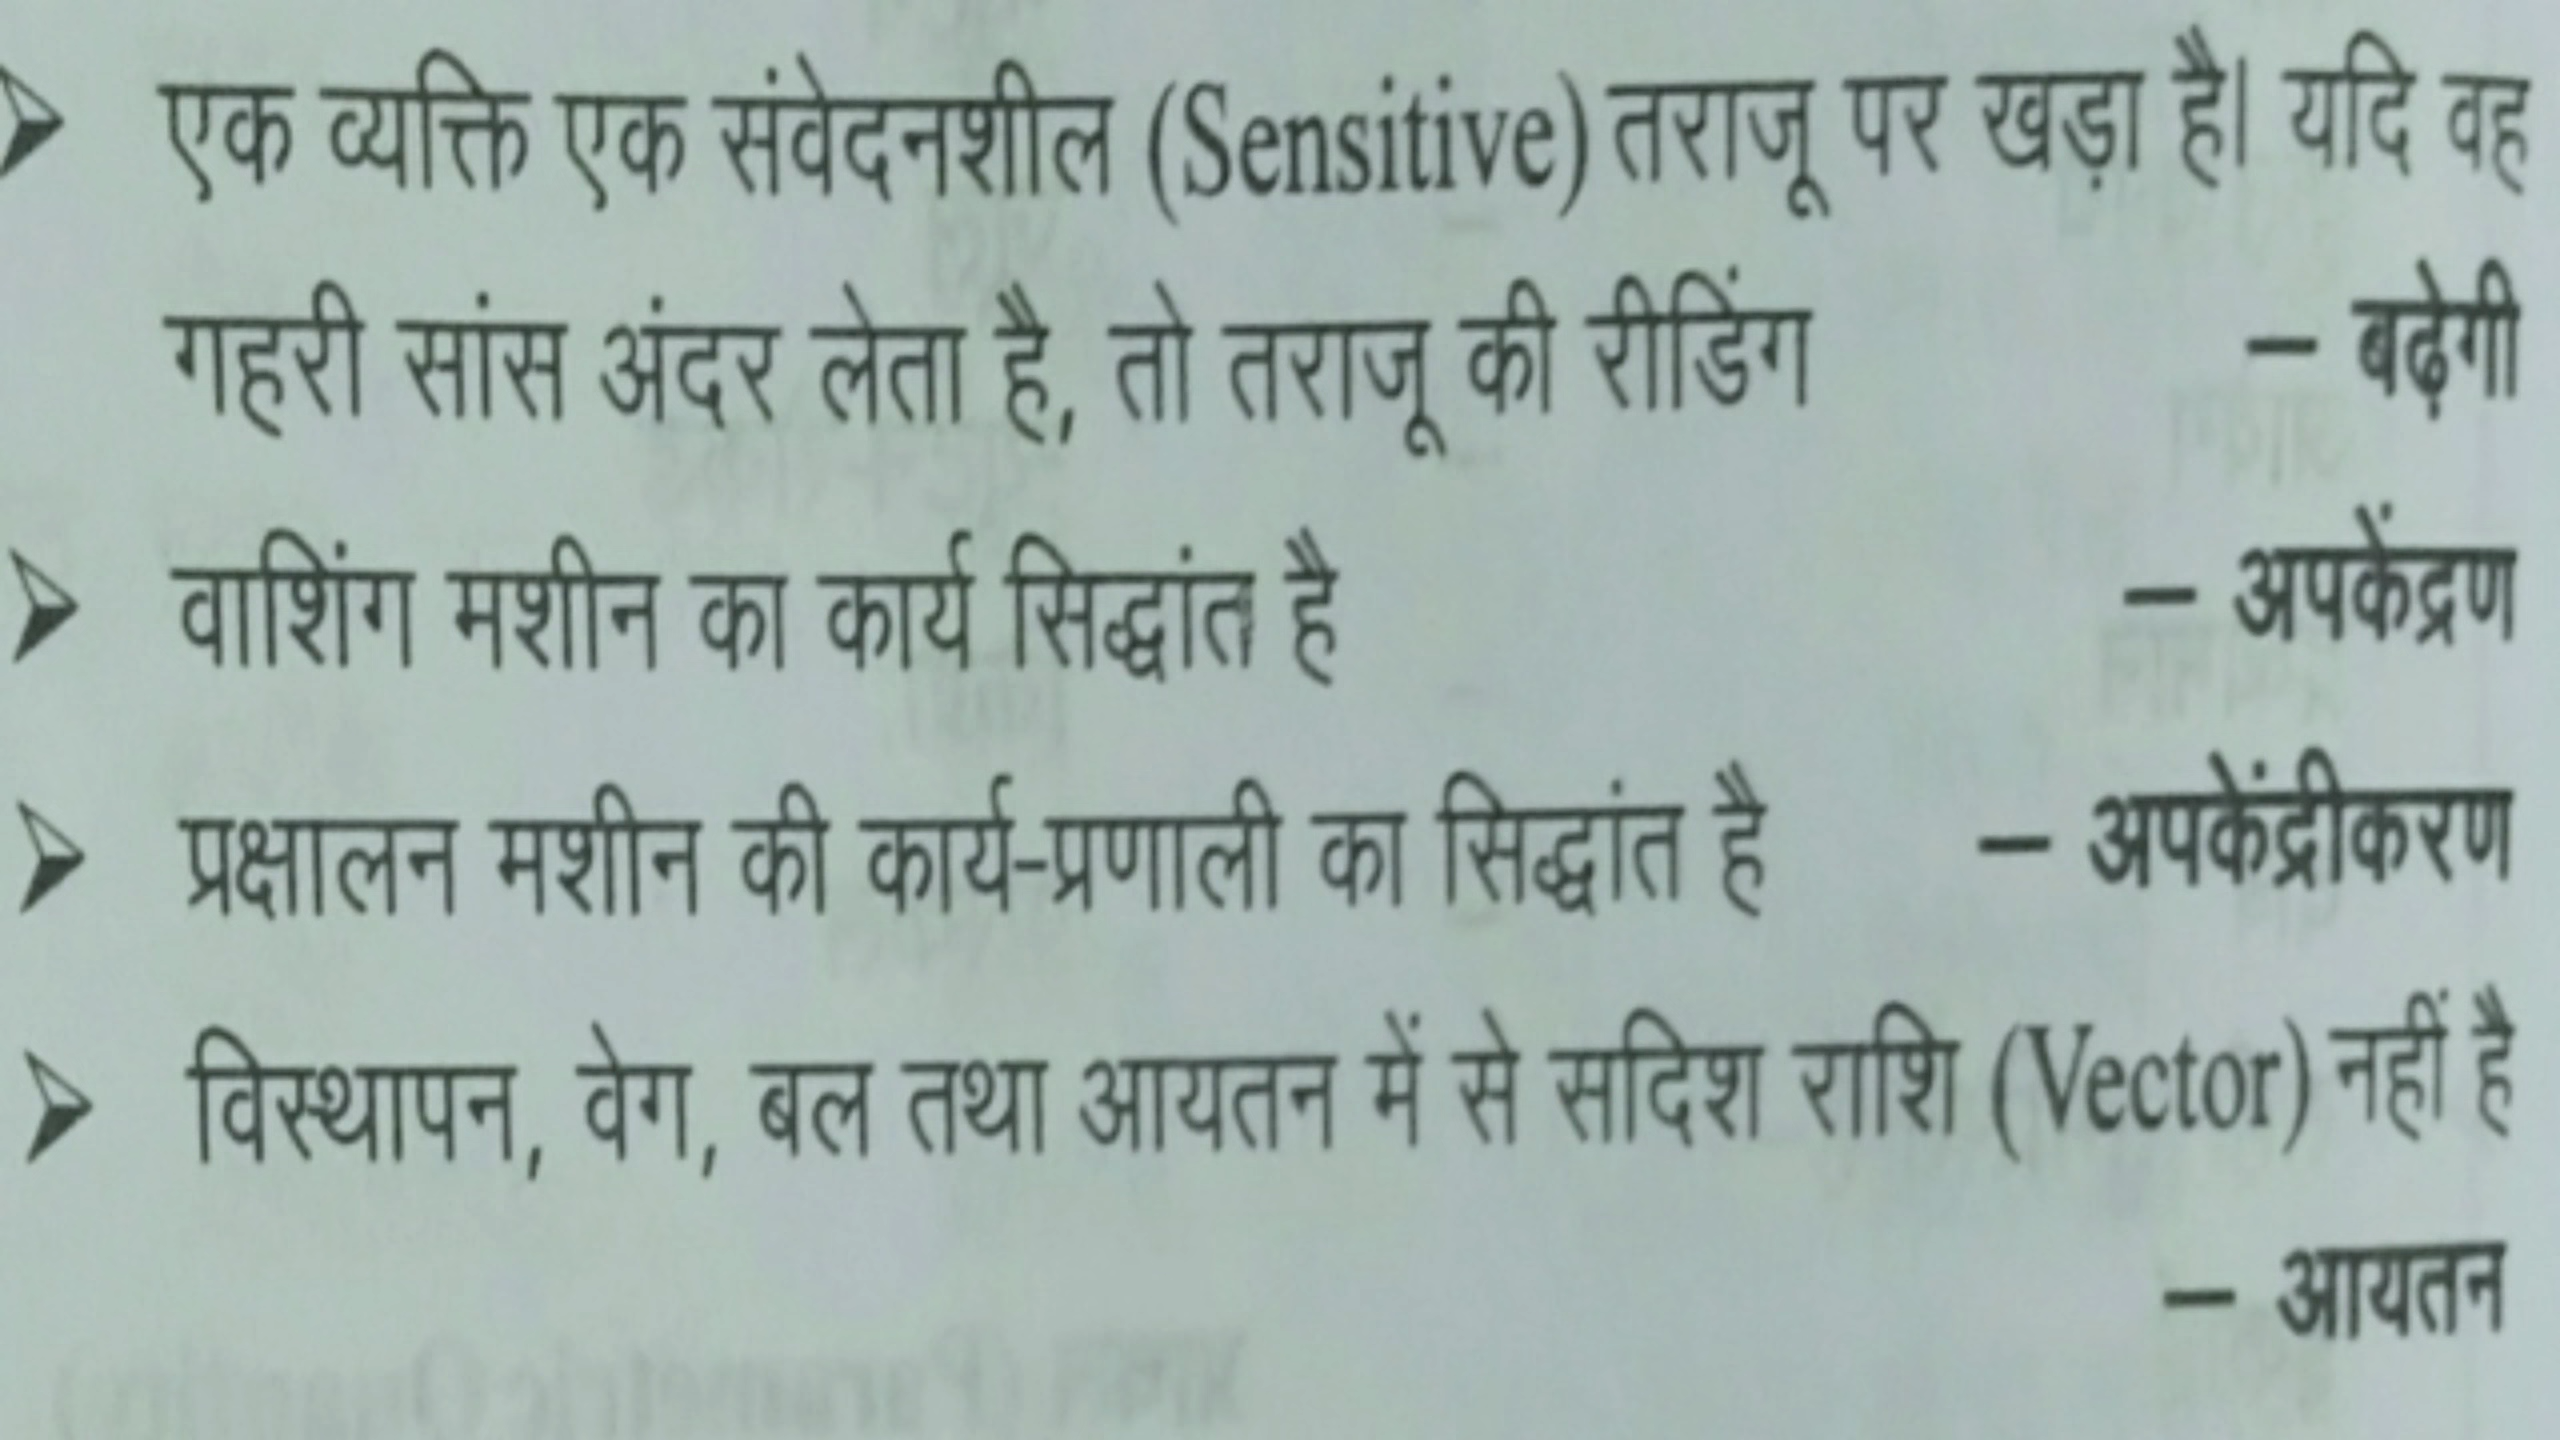 ➢ एक व्यक्ति एक संवेदनशील (Sensitive) तराजू पर खड़ा है। यदि वह
गहरी सांस अंदर लेता है, तो तराजू की रीडिंग – बढ़ेगी
➢ वाशिंग मशीन का कार्य सिद्धांत है – अपकेंद्रण
➢ प्रक्षालन मशीन की कार्य-प्रणाली का सिद्धांत है – अपकेंद्रीकरण
➢ विस्थापन, वेग, बल तथा आयतन में से सदिश राशि (Vector) नहीं है
– आयतन